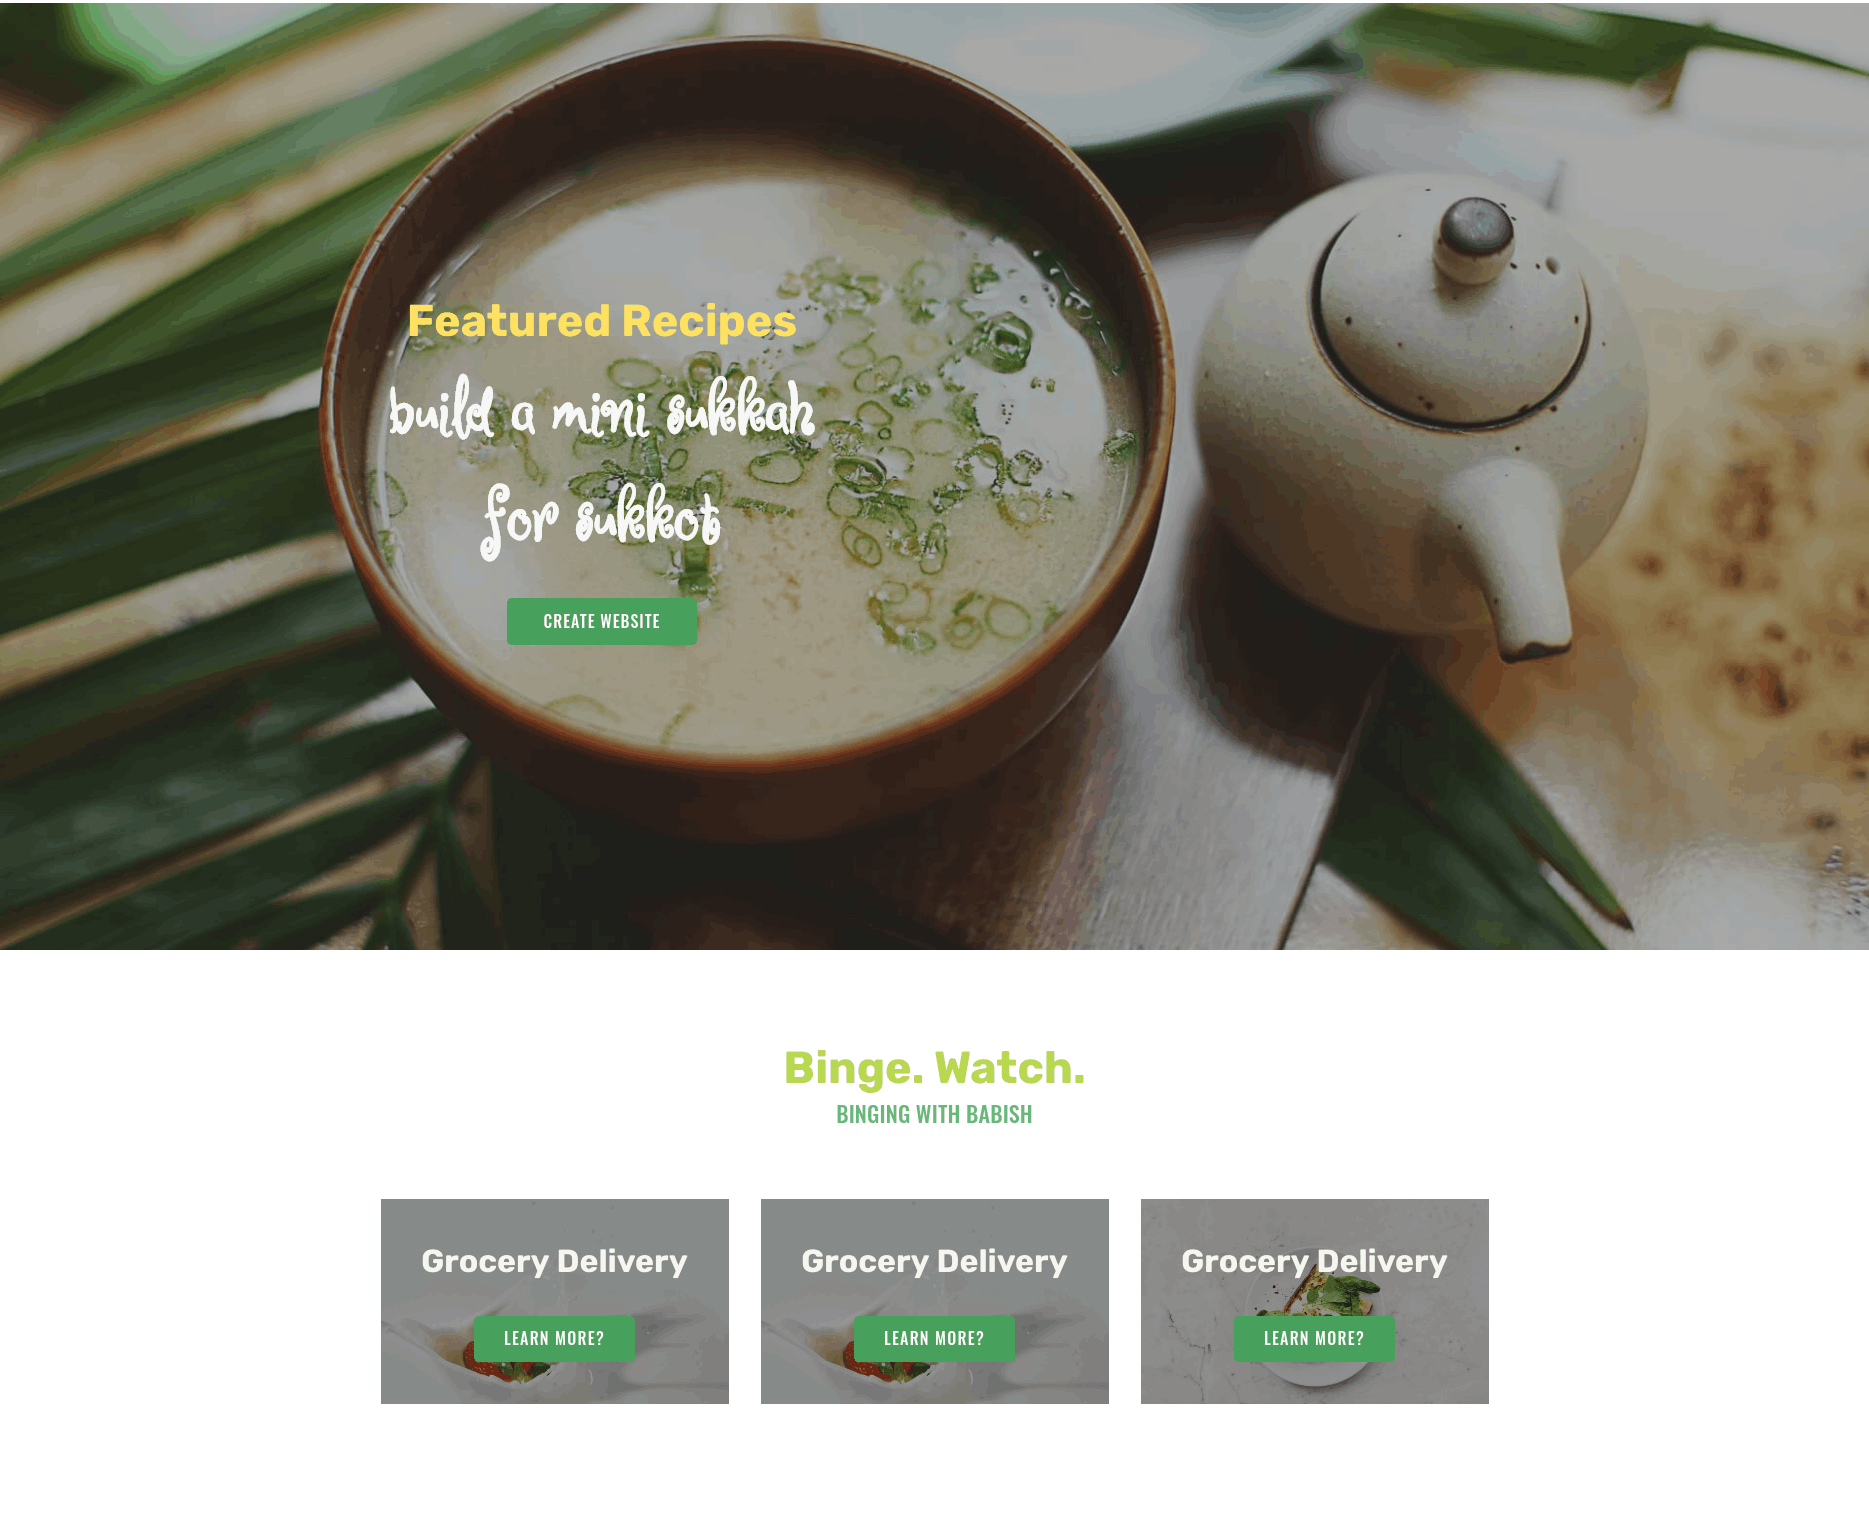 Featured Recipes
build a mini sukkah
for sukkot
CREATE WEBSITE
Binge. Watch.
BINGING WITH BABISH
Grocery Delivery
LEARN MORE?
Grocery Delivery
LEARN MORE?
Grocery Delivery
LEARN MORE?